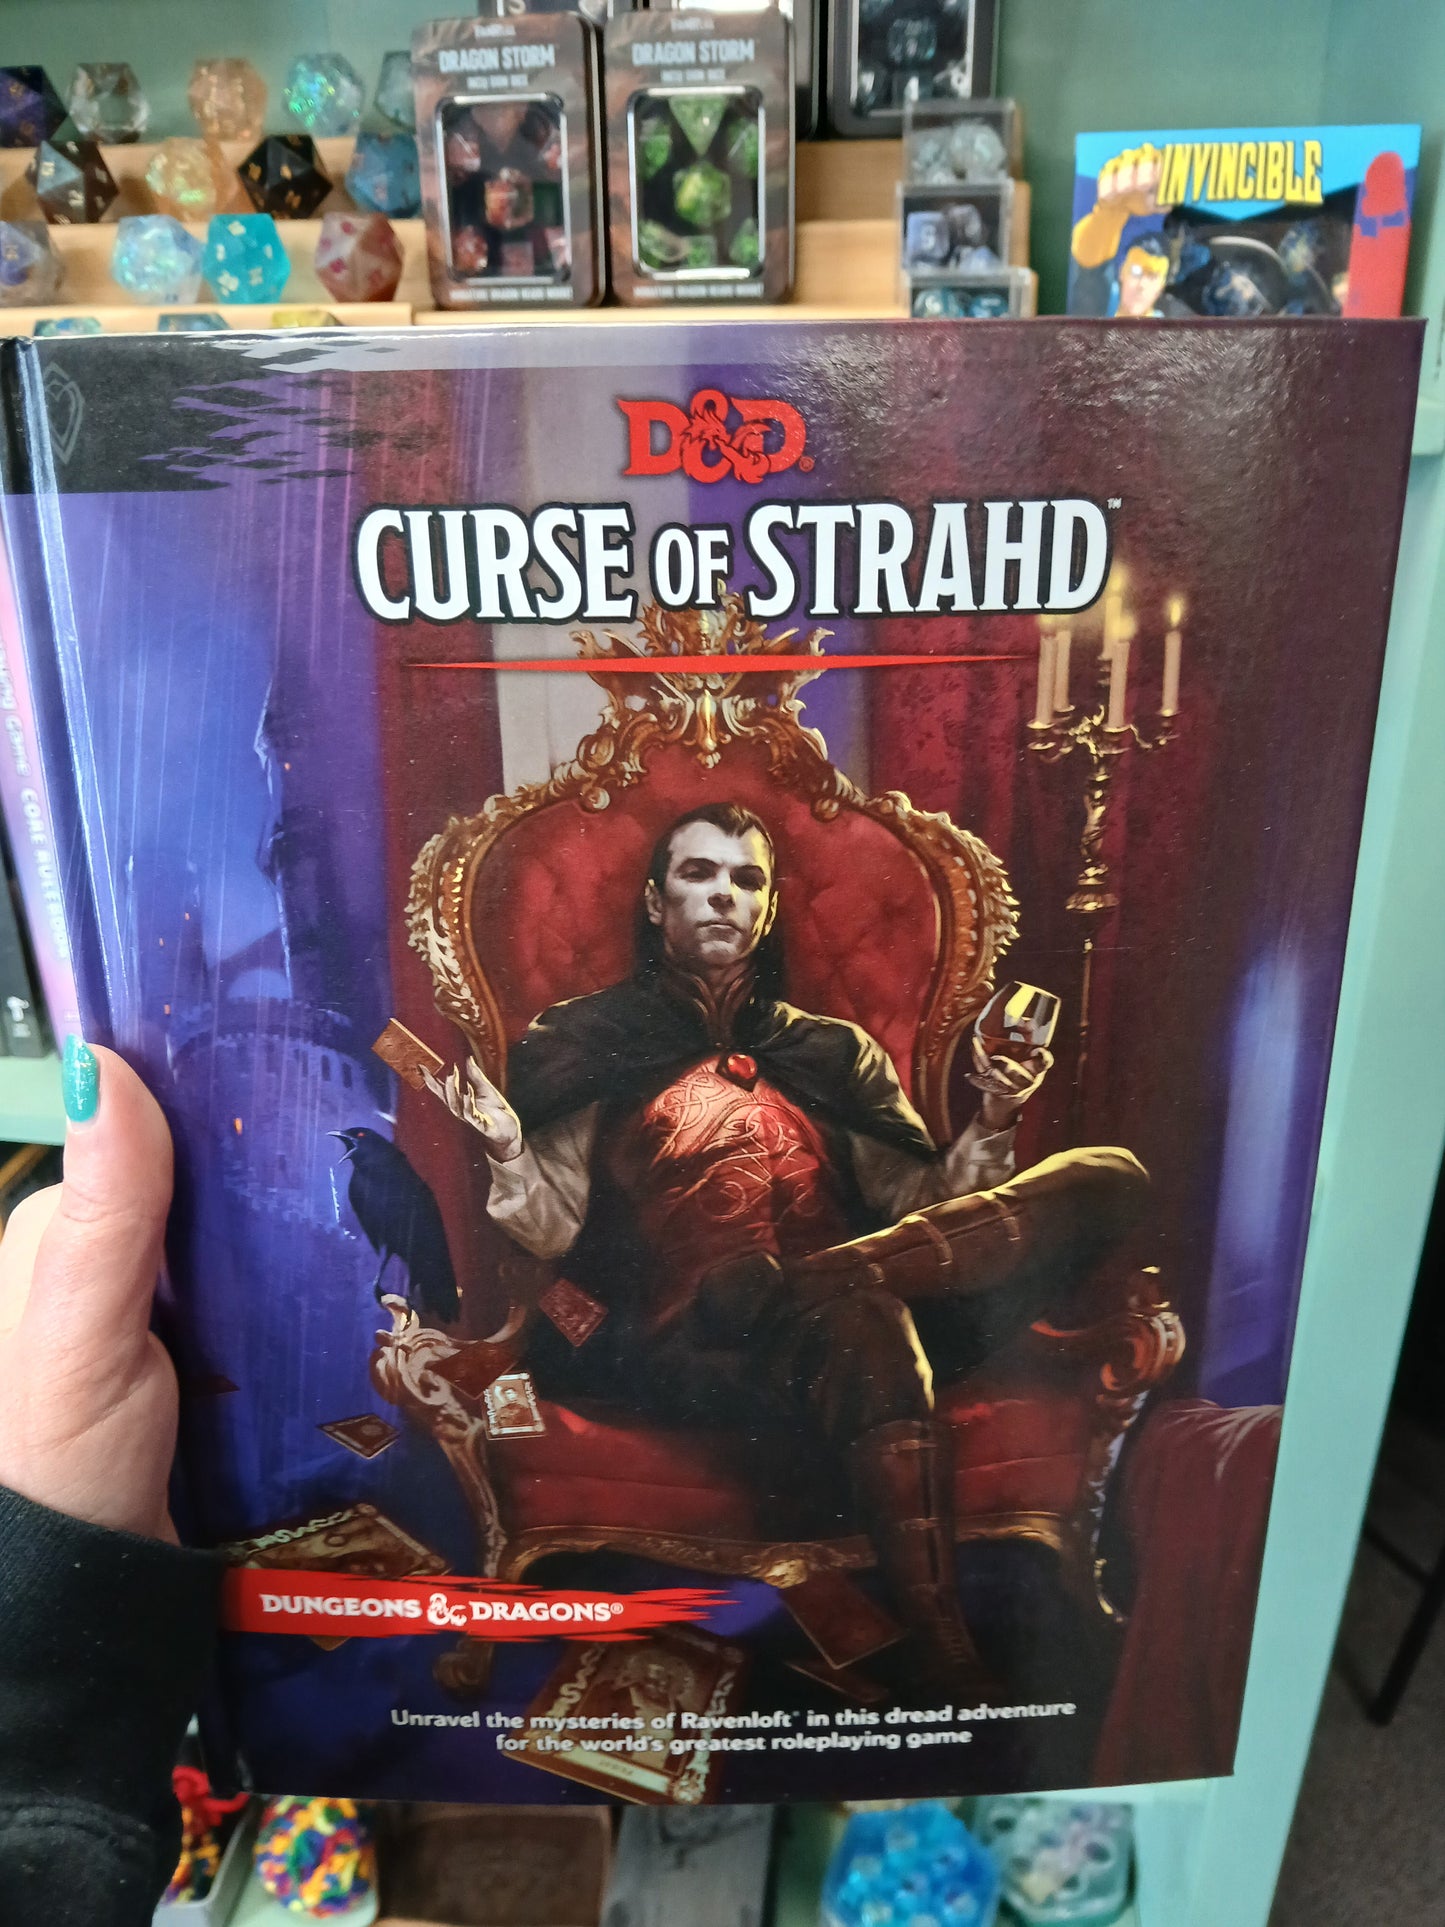 DRAGON STORM
DRAGON STORM
INVINCIBLE
D&D®
CURSE OF STRAHD™
DUNGEONS & DRAGONS®
Unravel the mysteries of Ravenloft® in this dread adventure
for the world's greatest roleplaying game